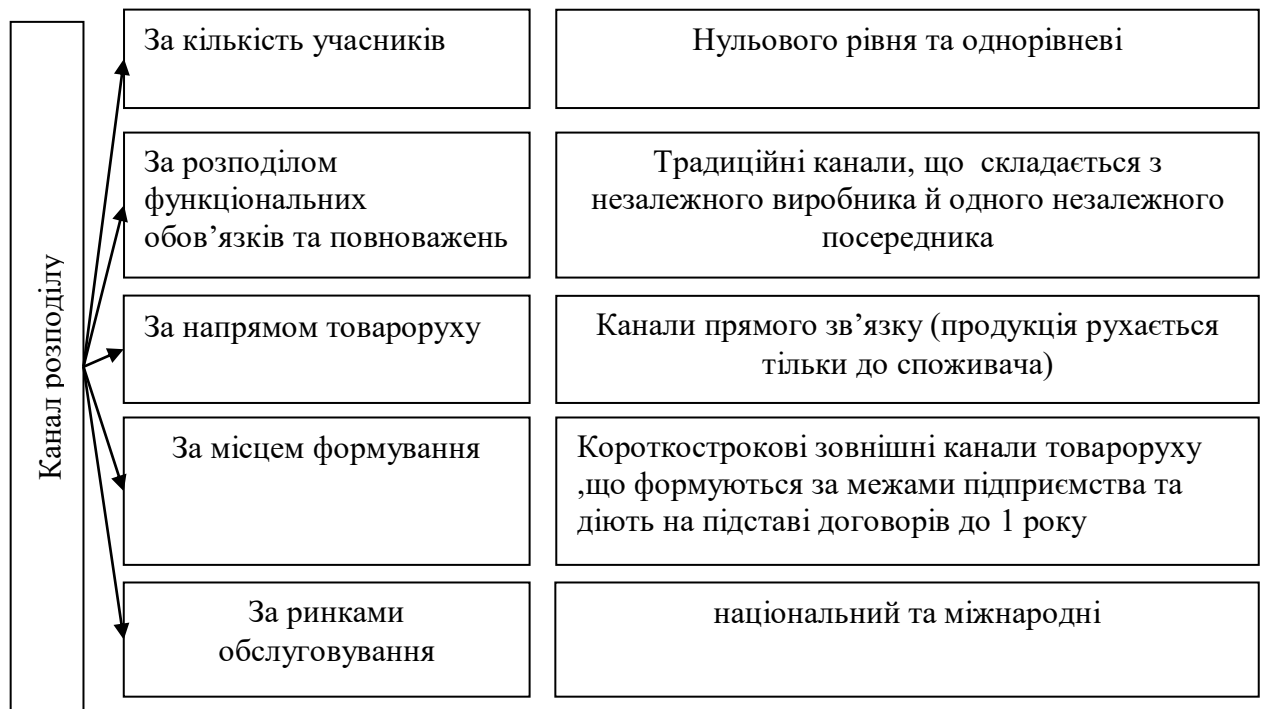 Канал розподілу
За кількість учасників
Нульового рівня та однорівневі
За розподілом
функціональних
обов’язків та повноважень
Традиційні канали, що складається з
незалежного виробника й одного незалежного
посередника
За напрямом товароруху
Канали прямого зв’язку (продукція рухається
тільки до споживача)
За місцем формування
Короткострокові зовнішні канали товароруху
,що формуються за межами підприємства та
діють на підставі договорів до 1 року
За ринками
обслуговування
національний та міжнародні